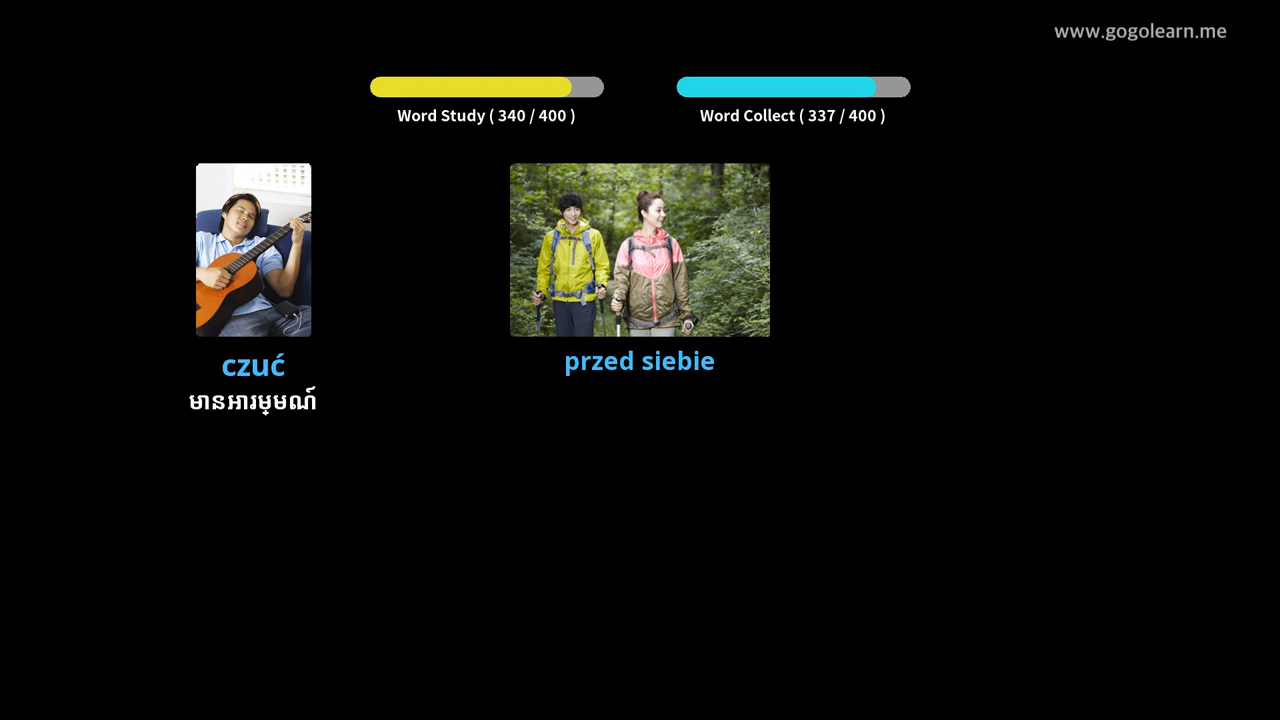 www.gogolearn.me
Word Study ( 340 / 400 )
Word Collect ( 337 / 400 )
czuć
មានអារម្មណ៍
przed siebie